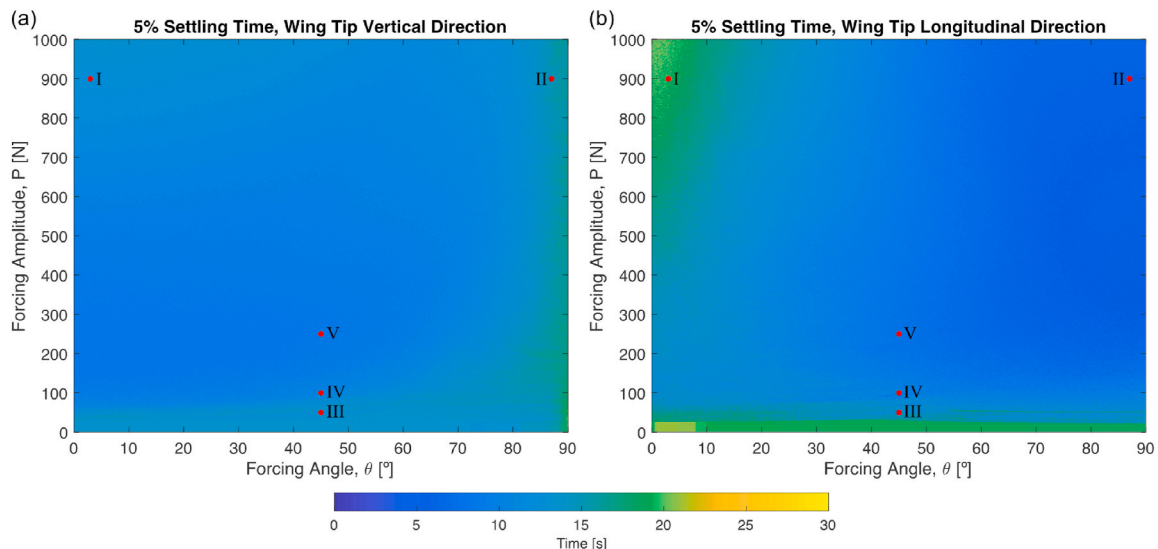 (a)
5% Settling Time, Wing Tip Vertical Direction
1000
900
800
700
600
500
400
300
200
100
0
Forcing Amplitude, P [N]
I
II
V
IV
III
0 10 20 30 40 50 60 70 80 90
Forcing Angle, θ [º]
(b)
5% Settling Time, Wing Tip Longitudinal Direction
1000
900
800
700
600
500
400
300
200
100
0
Forcing Amplitude, P [N]
I
II
V
IV
III
0 10 20 30 40 50 60 70 80 90
Forcing Angle, θ [º]
0 5 10 15 20 25 30
Time [s]